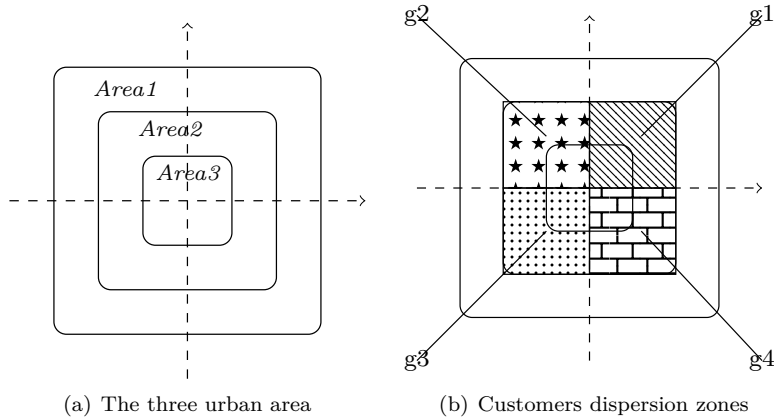 Area1
Area2
Area3
(a) The three urban area
g2
g1
g3
g4
(b) Customers dispersion zones